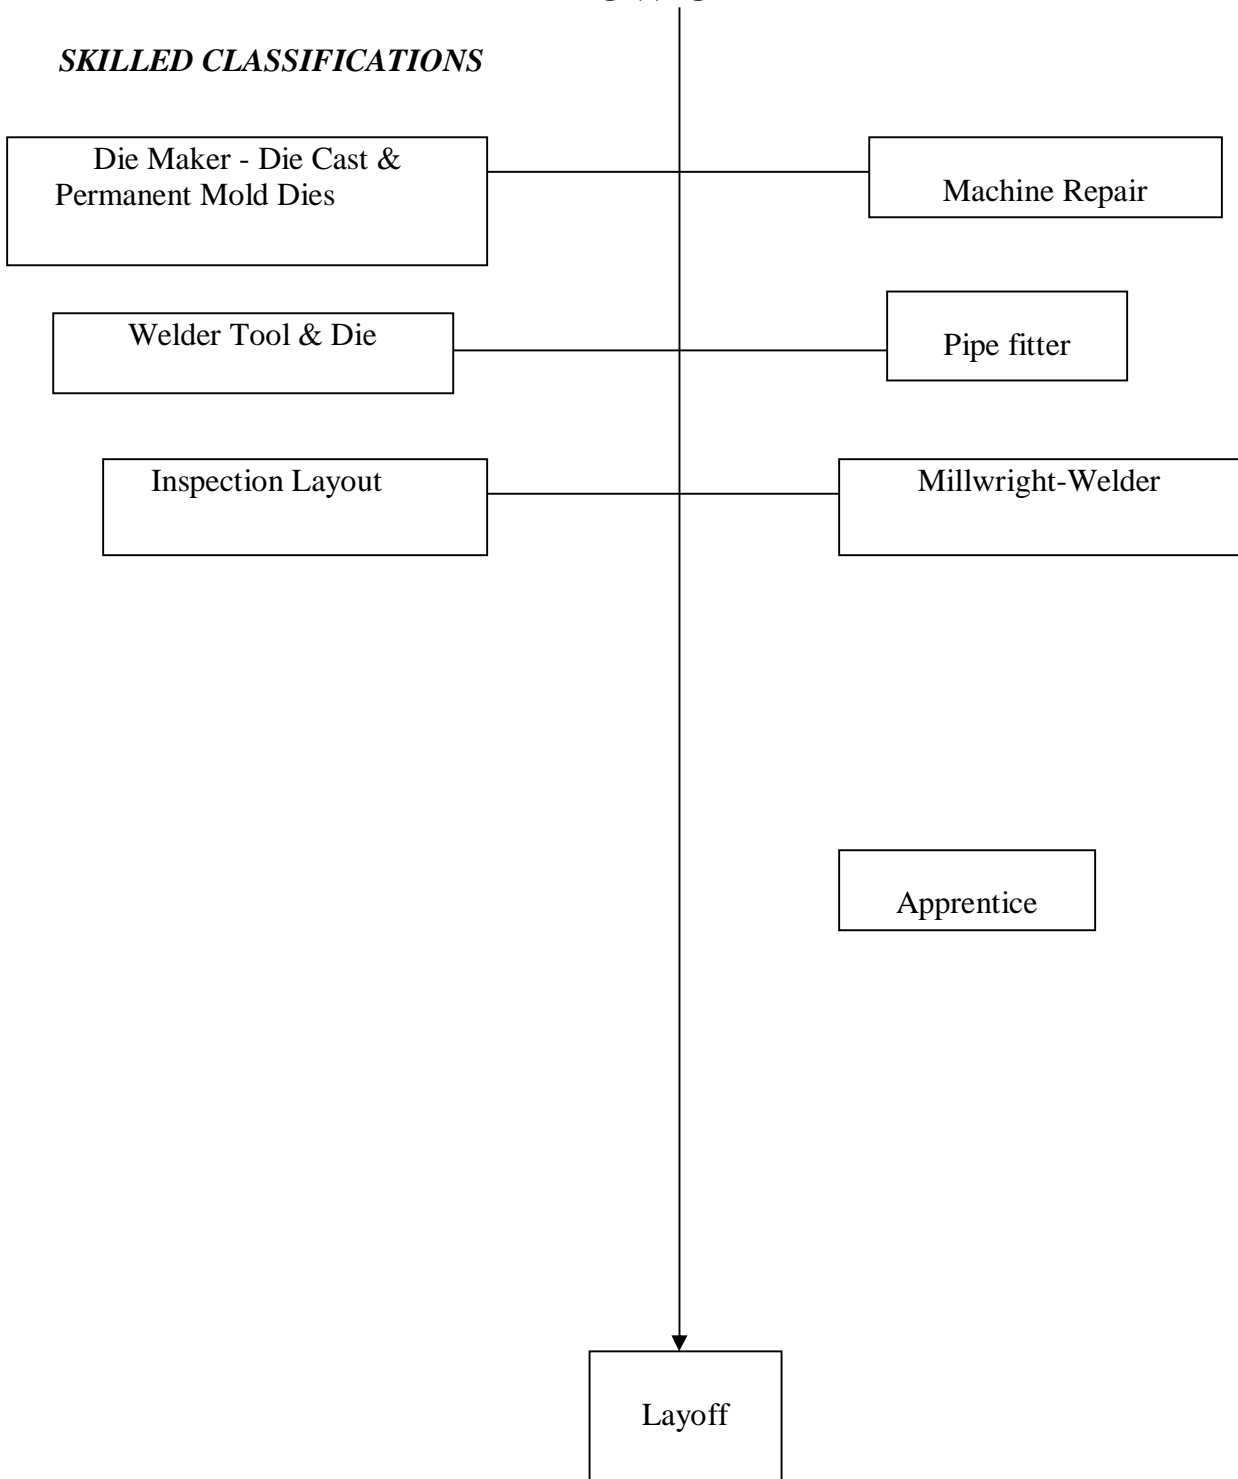 SKILLED CLASSIFICATIONS
Die Maker - Die Cast &
Permanent Mold Dies
Machine Repair
Welder Tool & Die
Pipe fitter
Inspection Layout
Millwright-Welder
Apprentice
Layoff